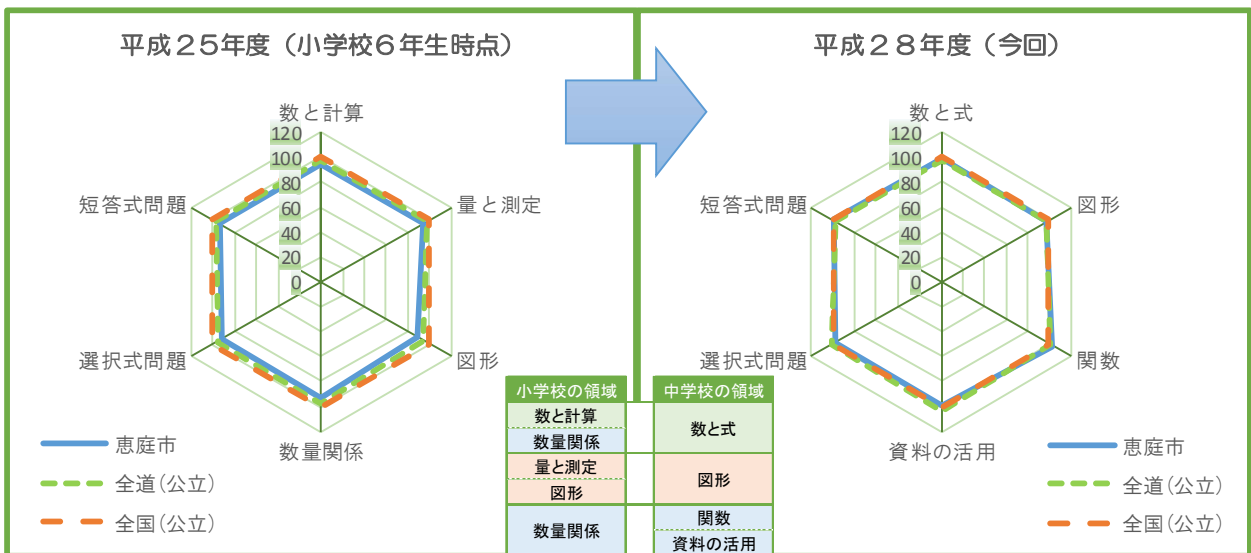 平成２５年度（小学校６年生時点）
数と計算
120
100
80
60
40
20
0
短答式問題
量と測定
選択式問題
図形
数量関係
恵庭市
全道(公立)
全国(公立)
平成２８年度（今回）
数と式
120
100
80
60
40
20
0
短答式問題
図形
選択式問題
関数
資料の活用
恵庭市
全道(公立)
全国(公立)
小学校の領域 中学校の領域
数と計算
数と式
数量関係
量と測定
図形
図形
数量関係
関数
資料の活用